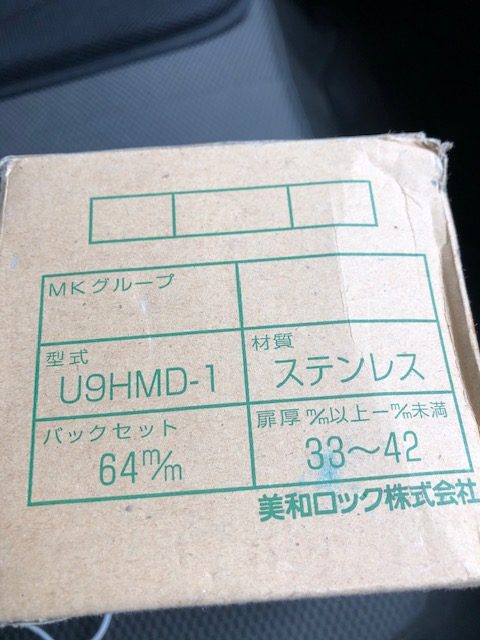 MKグループ
型式
U9HMD-1
材質
ステンレス
バックセット
64m/m
扉厚m/m以上ーm/m未満
33～42
美和ロック株式会社